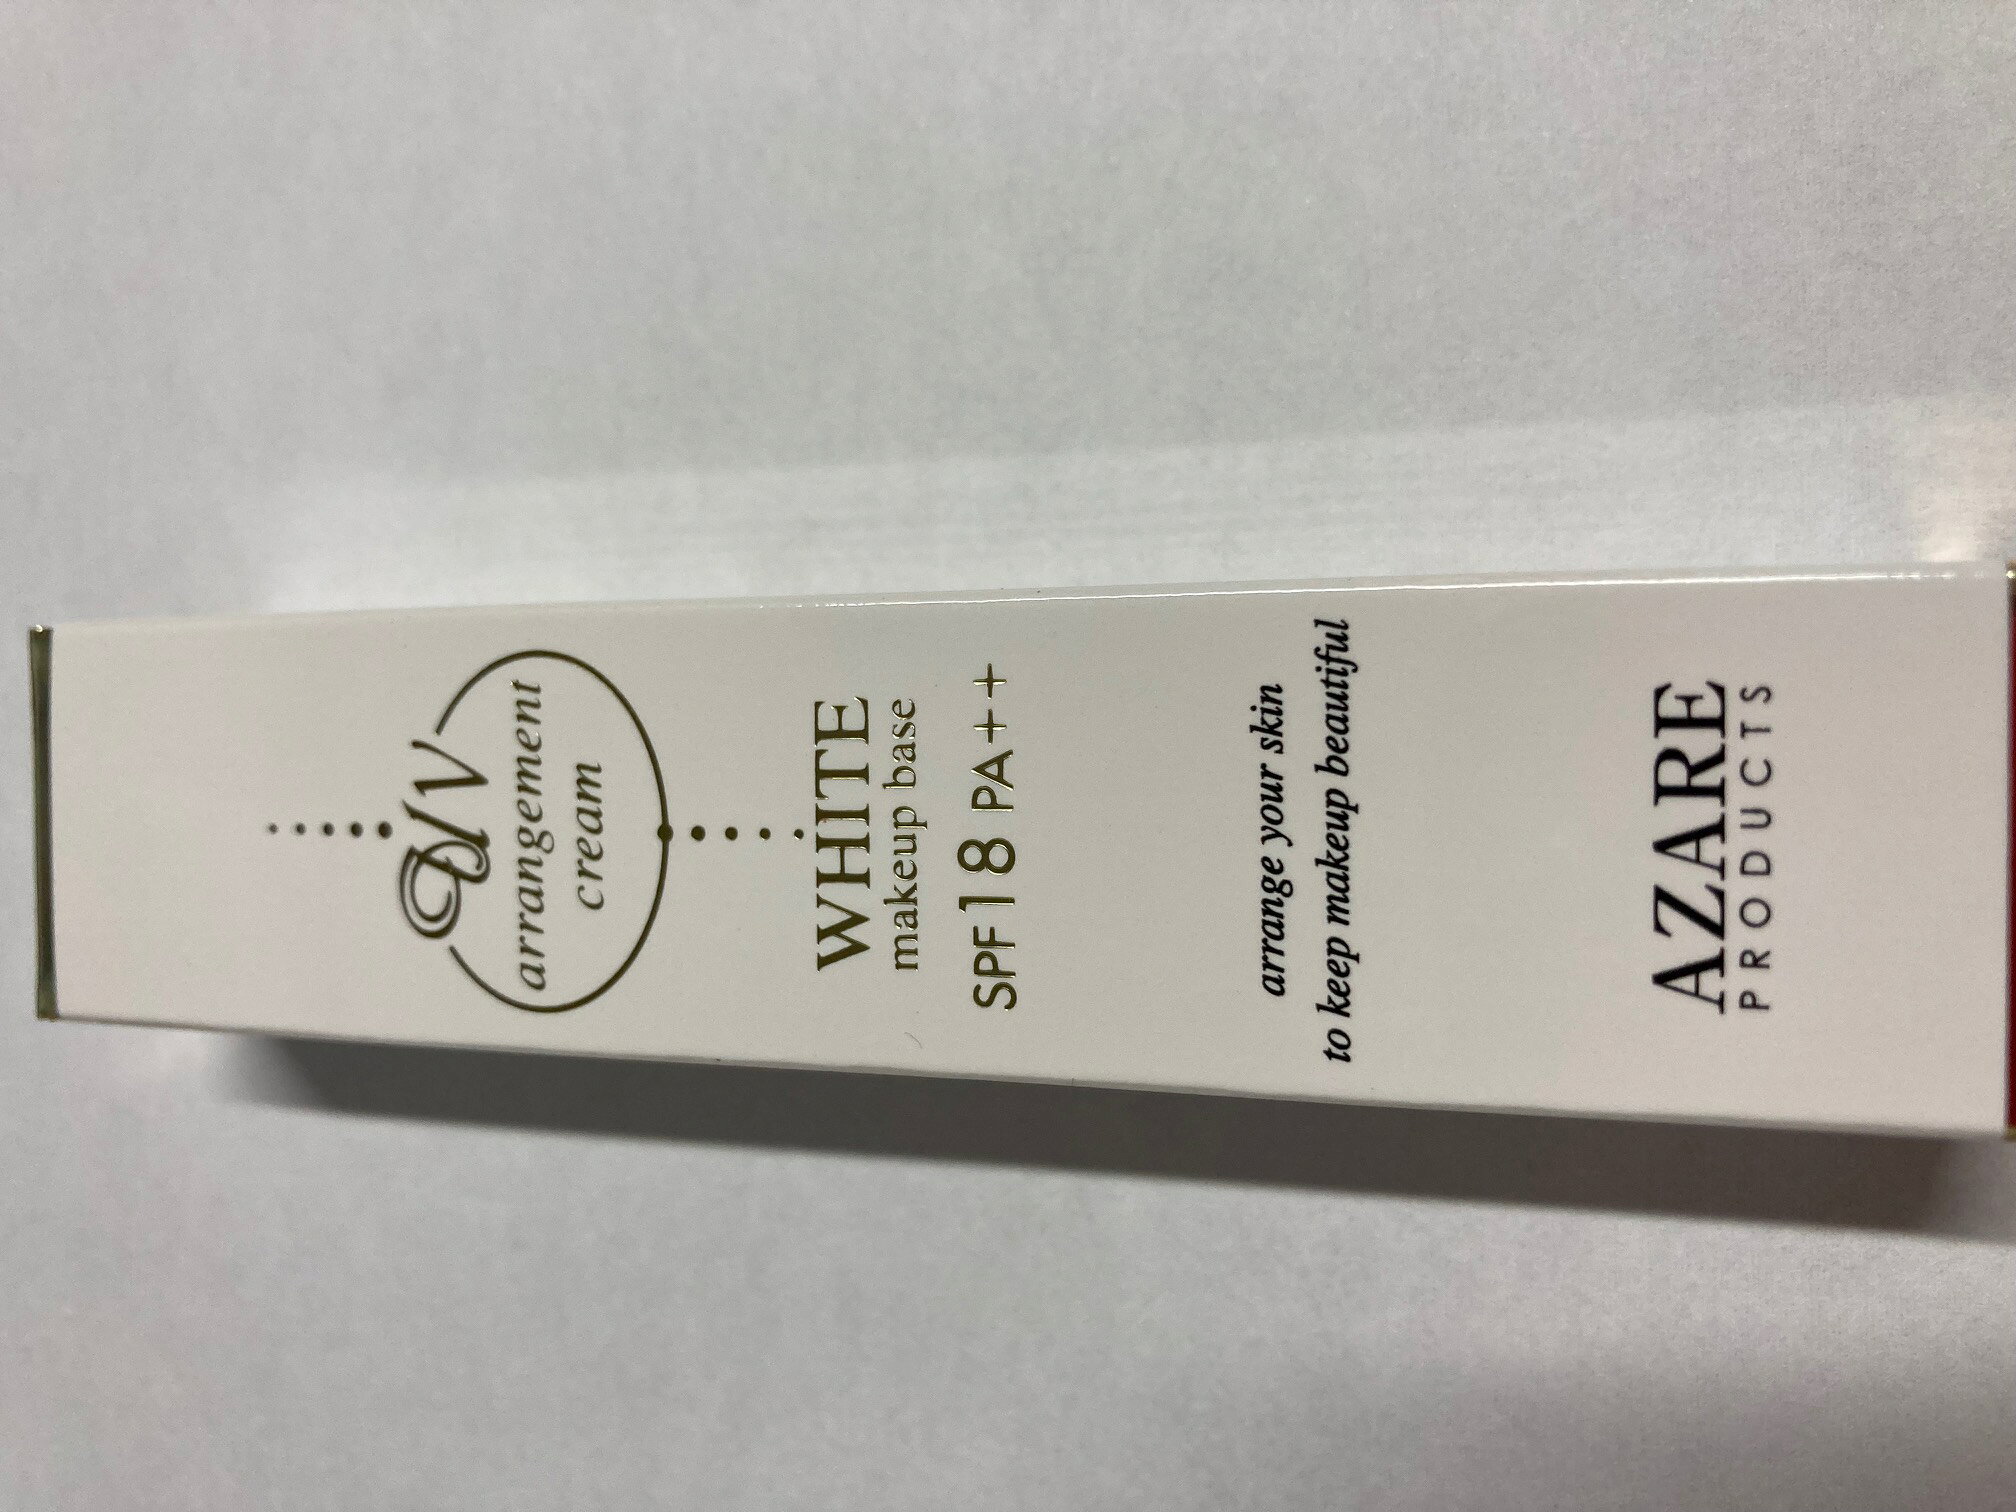 UV
arrangement
cream
WHITE
makeup base
SPF18 PA++
arrange your skin
to keep makeup beautiful
AZARE
PRODUCTS